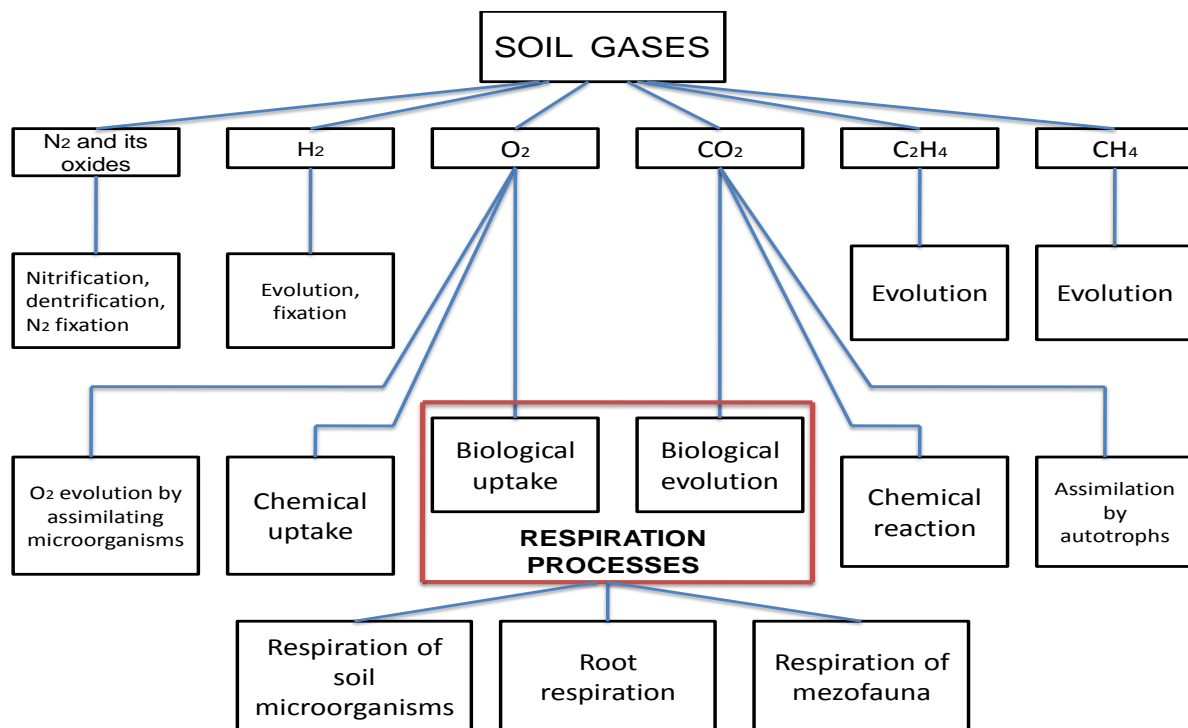 SOIL GASES
N₂ and its
oxides
H₂
O₂
CO₂
C₂H₄
CH₄
Nitrification,
dentrification,
N₂ fixation
Evolution,
fixation
Evolution
Evolution
O₂ evolution by
assimilating
microorganisms
Chemical
uptake
Biological
uptake
Biological
evolution
RESPIRATION
PROCESSES
Chemical
reaction
Assimilation
by
autotrophs
Respiration of
soil
microorganisms
Root
respiration
Respiration of
mezofauna